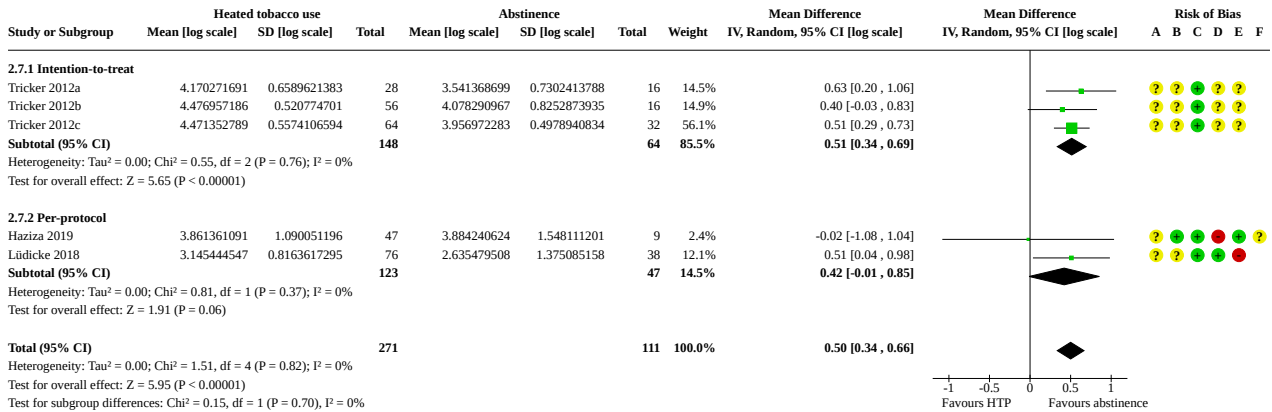 Heated tobacco use Abstinence Mean Difference Mean Difference Risk of Bias
Study or Subgroup Mean [log scale] SD [log scale] Total Mean [log scale] SD [log scale] Total Weight IV, Random, 95% CI [log scale] IV, Random, 95% CI [log scale] A B C D E F
2.7.1 Intention-to-treat
Tricker 2012a 4.170271691 0.6589621383 28 3.541368699 0.7302413788 16 14.5% 0.63 [0.20 , 1.06] ? ? + ? ?
Tricker 2012b 4.476957186 0.520774701 56 4.078290967 0.8252873935 16 14.9% 0.40 [-0.03 , 0.83] ? ? + ? ?
Tricker 2012c 4.471352789 0.5574106594 64 3.956972283 0.4978940834 32 56.1% 0.51 [0.29 , 0.73] ? ? + ? ?
Subtotal (95% CI) 148 64 85.5% 0.51 [0.34 , 0.69]
Heterogeneity: Tau² = 0.00; Chi² = 0.55, df = 2 (P = 0.76); I² = 0%
Test for overall effect: Z = 5.65 (P < 0.00001)
2.7.2 Per-protocol
Haziza 2019 3.861361091 1.090051196 47 3.884240624 1.548111201 9 2.4% -0.02 [-1.08 , 1.04] ? + + - + ?
Lüdicke 2018 3.145444547 0.8163617295 76 2.635479508 1.375085158 38 12.1% 0.51 [0.04 , 0.98] ? ? + + -
Subtotal (95% CI) 123 47 14.5% 0.42 [-0.01 , 0.85]
Heterogeneity: Tau² = 0.00; Chi² = 0.81, df = 1 (P = 0.37); I² = 0%
Test for overall effect: Z = 1.91 (P = 0.06)
Total (95% CI) 271 111 100.0% 0.50 [0.34 , 0.66]
Heterogeneity: Tau² = 0.00; Chi² = 1.51, df = 4 (P = 0.82); I² = 0%
Test for overall effect: Z = 5.95 (P < 0.00001) -1 -0.5 0 0.5 1
Test for subgroup differences: Chi² = 0.15, df = 1 (P = 0.70), I² = 0% Favours HTP Favours abstinence